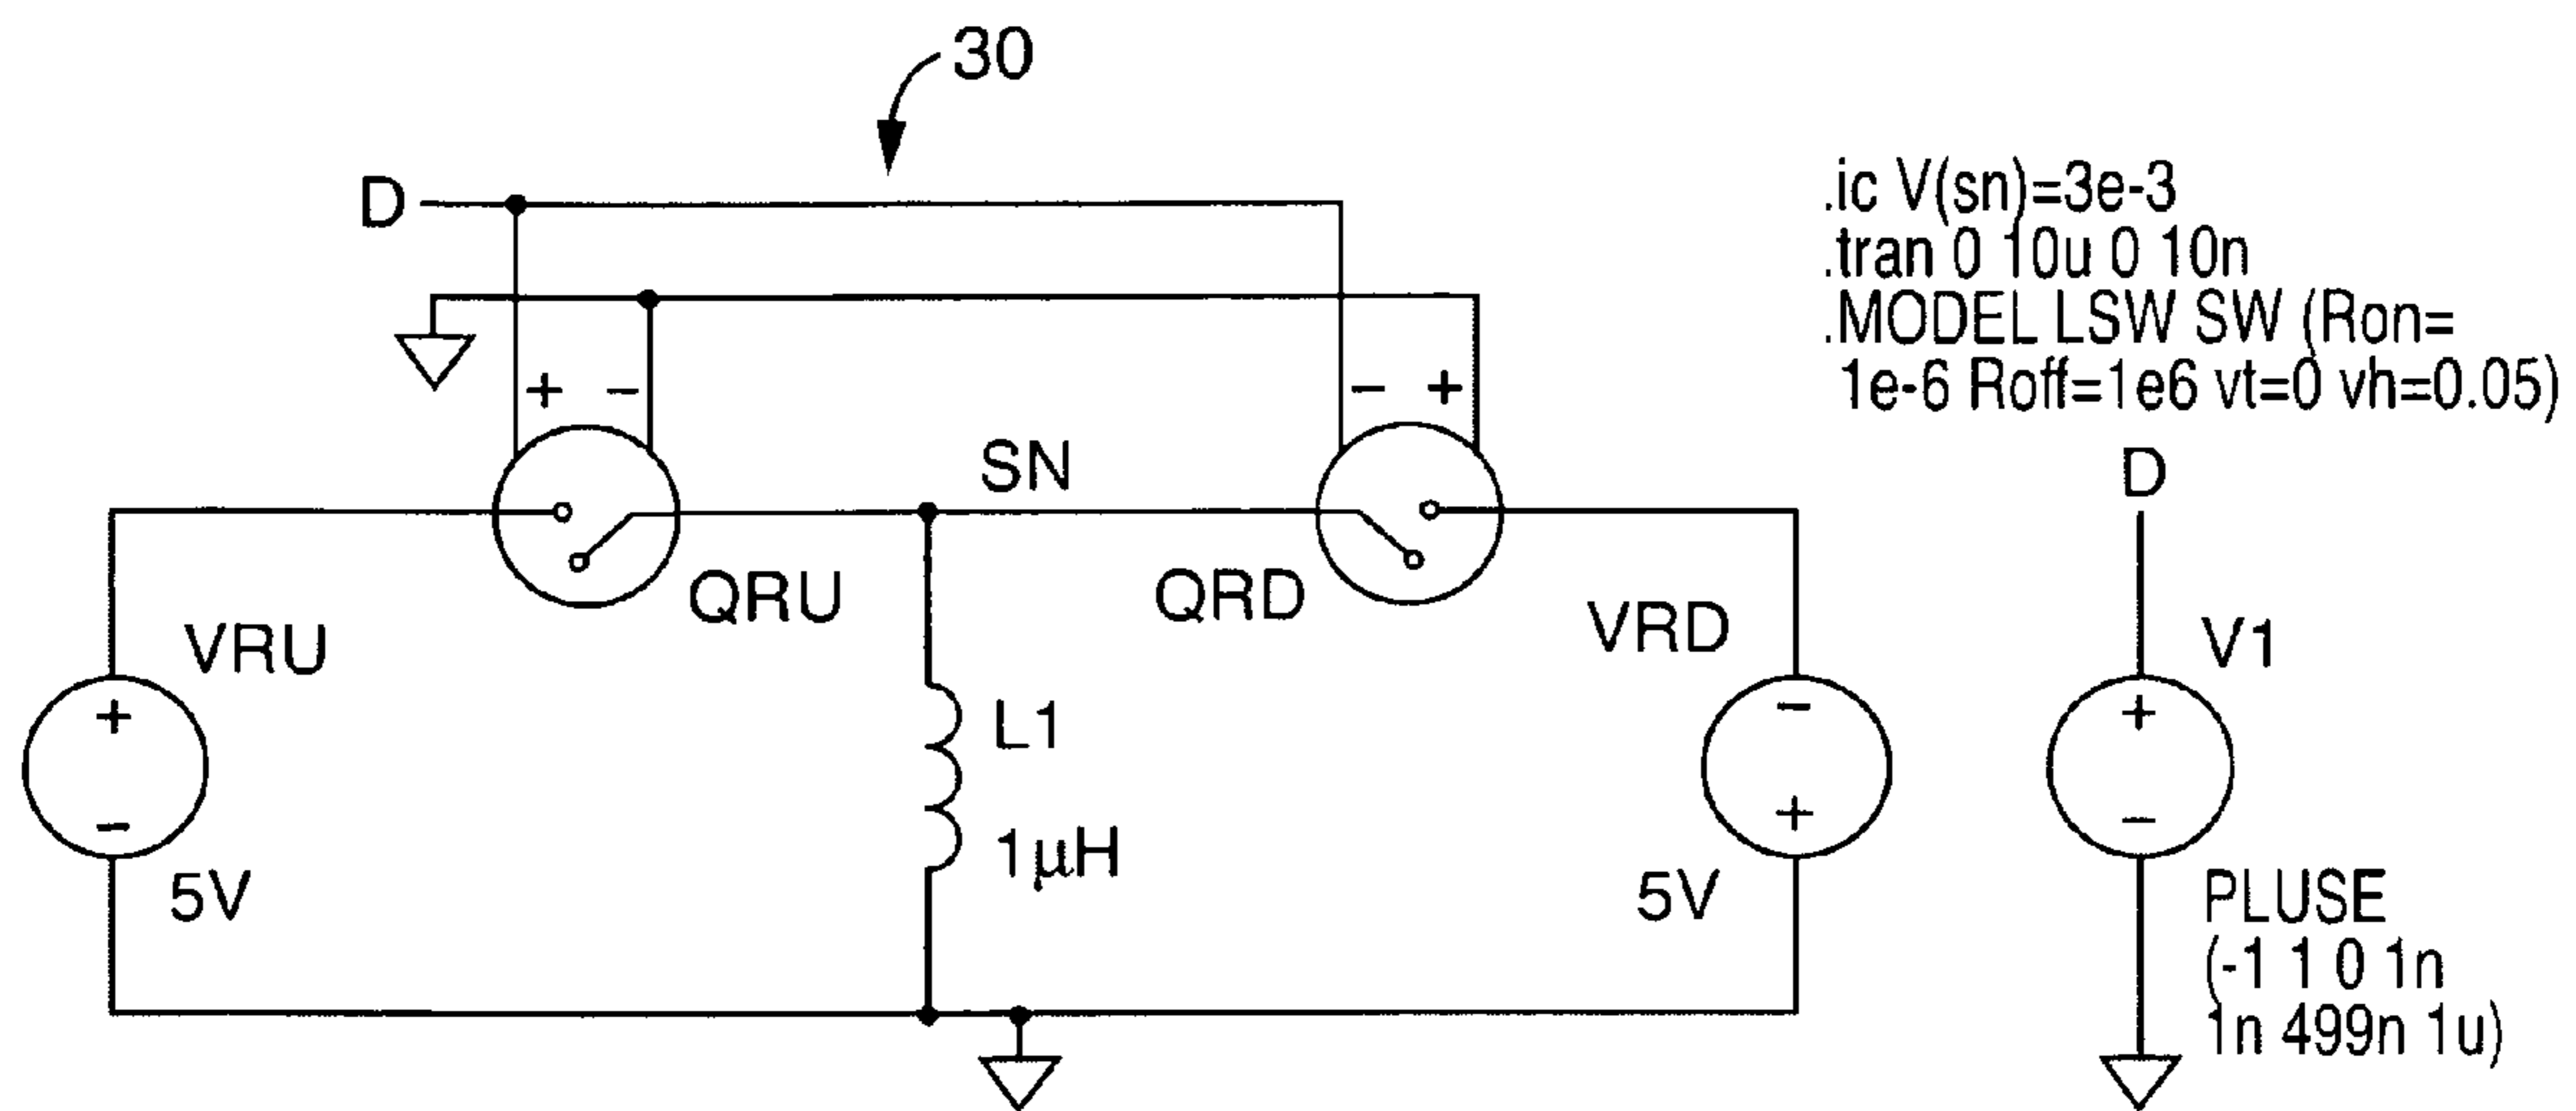 30
D
.ic V(sn)=3e-3
.tran 0 10u 0 10n
.MODEL LSW SW (Ron=
1e-6 Roff=1e6 vt=0 vh=0.05)
+ −
− +
SN
D
QRU
QRD
VRU
VRD
V1
+
−
+
−
L1
−
+
1µH
5V
5V
PLUSE
(-1 1 0 1n
1n 499n 1u)